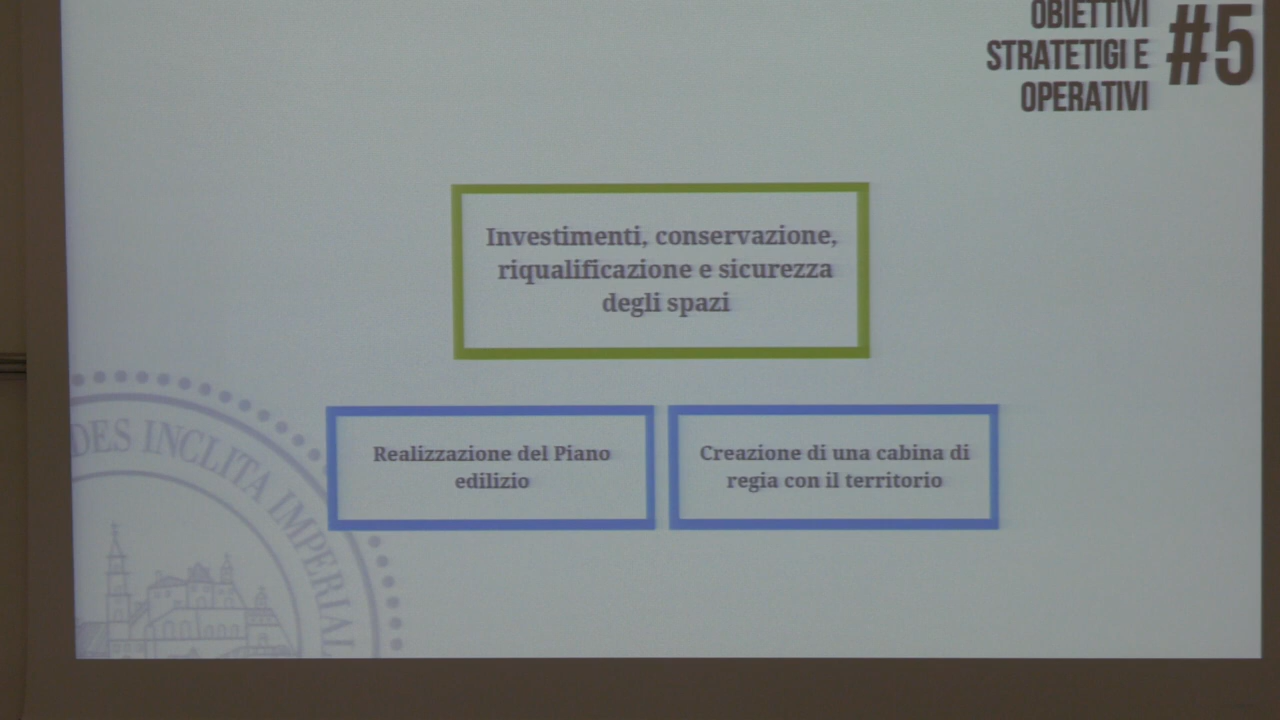 OBIETTIVI
STRATETIGI E
OPERATIVI
#5
Investimenti, conservazione,
riqualificazione e sicurezza
degli spazi
Realizzazione del Piano
edilizio
Creazione di una cabina di
regia con il territorio
DES INCLITA IMPERIAL